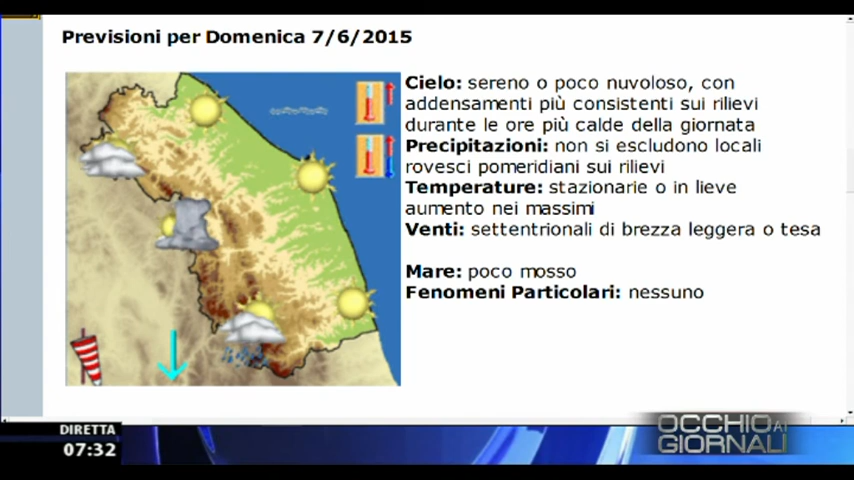 Previsioni per Domenica 7/6/2015
Cielo: sereno o poco nuvoloso, con
addensamenti più consistenti sui rilievi
durante le ore più calde della giornata
Precipitazioni: non si escludono locali
rovesci pomeridiani sui rilievi
Temperature: stazionarie o in lieve
aumento nei massimi
Venti: settentrionali di brezza leggera o tesa
Mare: poco mosso
Fenomeni Particolari: nessuno
DIRETTA
07:32
OCCHIO AI
GIORNALI